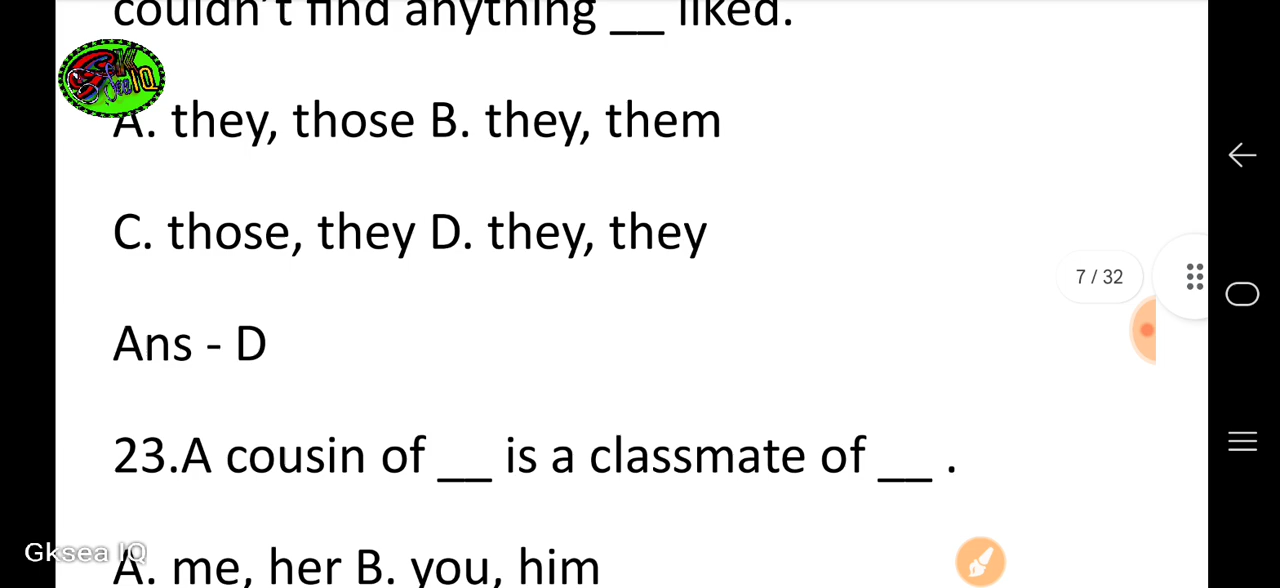 couldn't find anything __ liked.
A. they, those B. they, them
C. those, they D. they, they
7 / 32
Ans - D
23.A cousin of __ is a classmate of __ .
Gksea IQ
A. me, her B. you, him